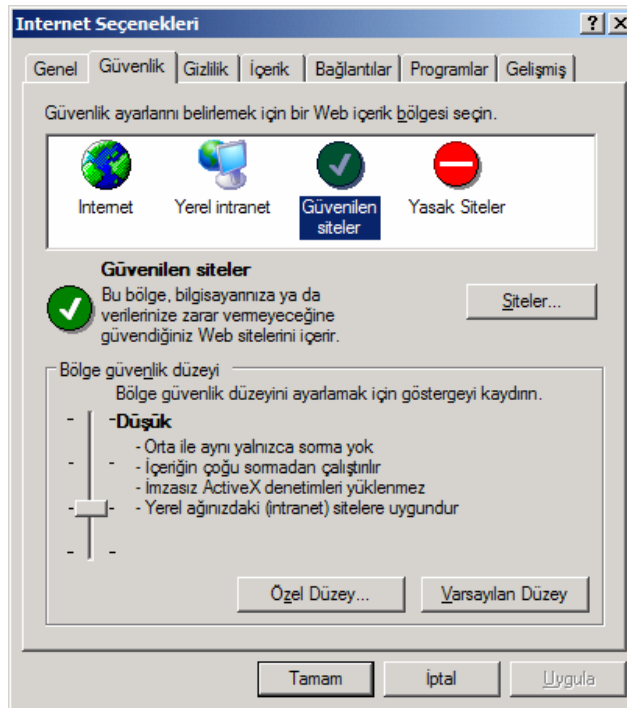 Internet Seçenekleri
Genel Güvenlik Gizlilik İçerik Bağlantılar Programlar Gelişmiş
Güvenlik ayarlarını belirlemek için bir Web içerik bölgesi seçin.
Internet Yerel intranet Güvenilen siteler Yasak Siteler
Güvenilen siteler
Bu bölge, bilgisayarınıza ya da
verilerinize zarar vermeyeceğine
güvendiğiniz Web sitelerini içerir.
Siteler...
Bölge güvenlik düzeyi
Bölge güvenlik düzeyini ayarlamak için göstergeyi kaydırın.
Düşük
- Orta ile aynı yalnızca sorma yok
- İçeriğin çoğu sormadan çalıştırılır
- İmzasız ActiveX denetimleri yüklenmez
- Yerel ağınızdaki (intranet) sitelere uygundur
Özel Düzey... Varsayılan Düzey
Tamam İptal Uygula